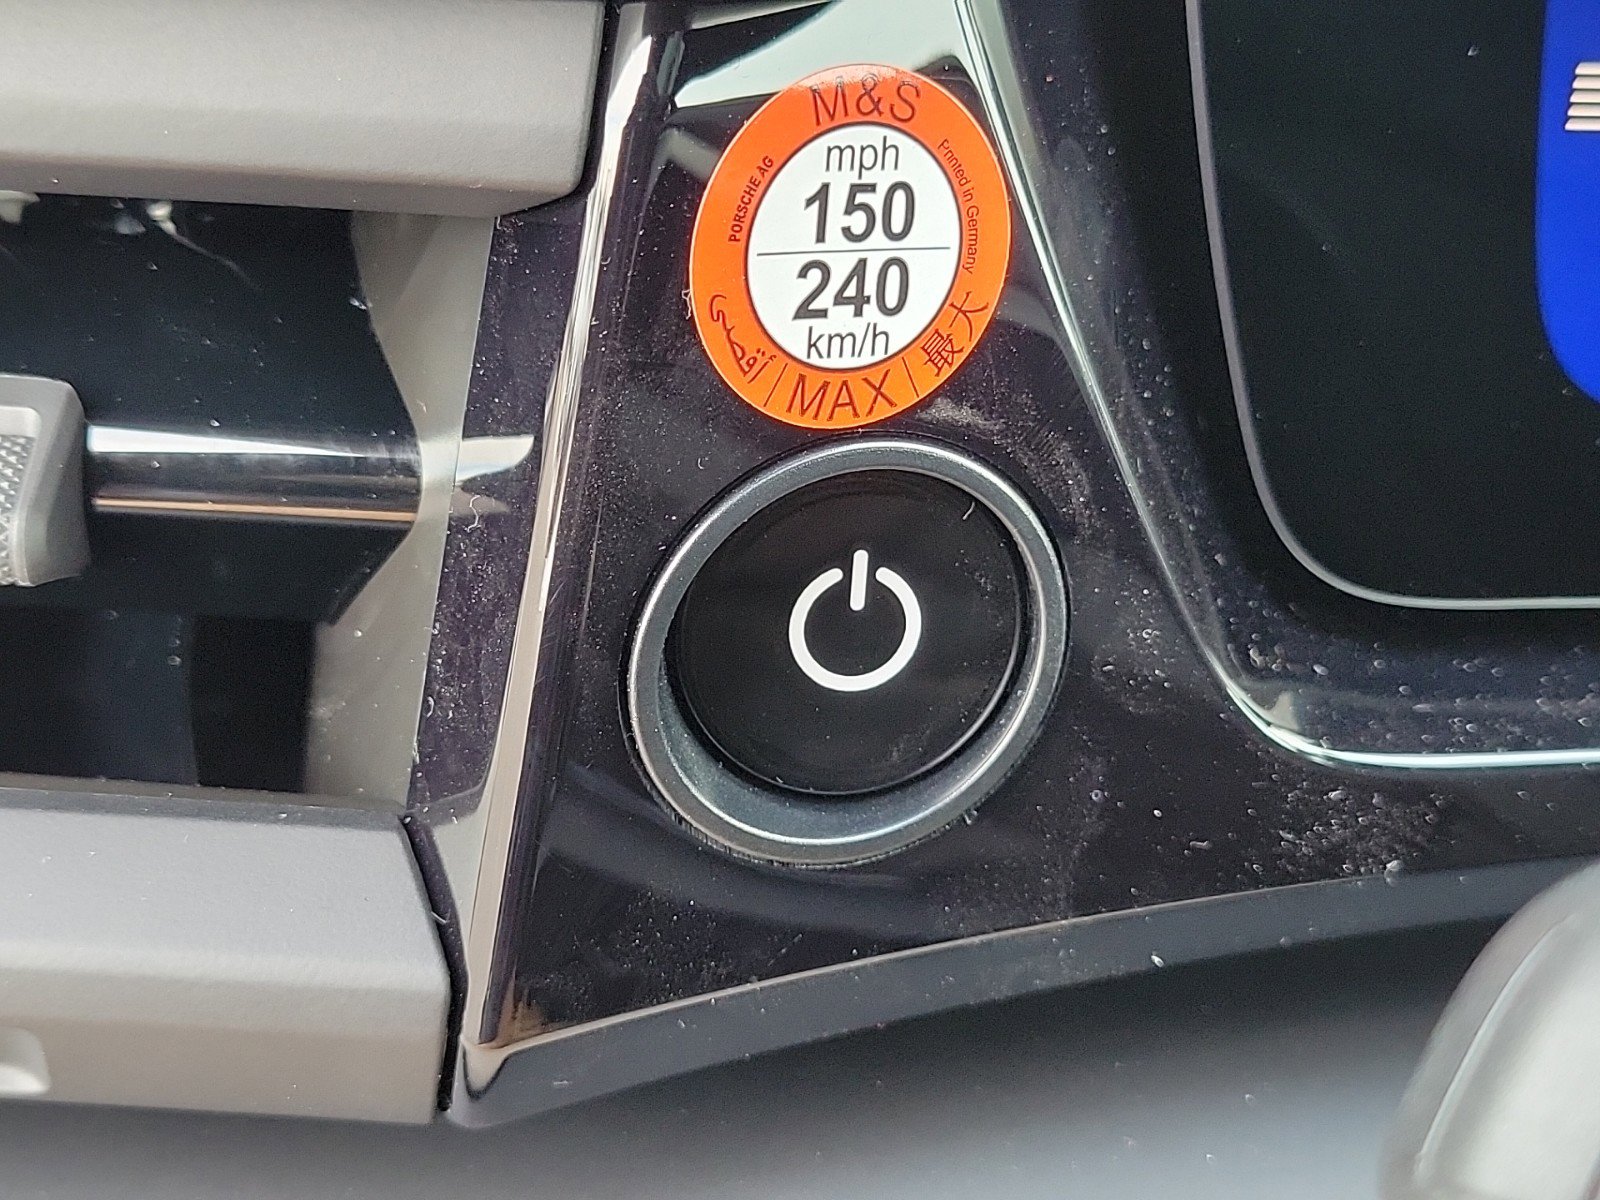 M&S
PORSCHE AG
Printed in Germany
mph
150
240
km/h
أقصى | MAX | 最大